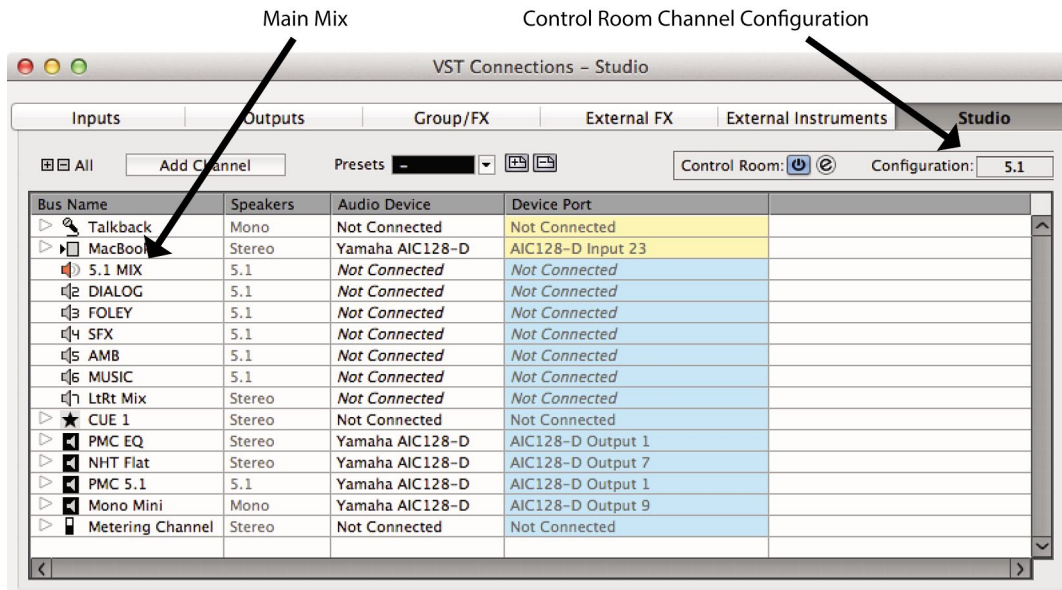 Main Mix Control Room Channel Configuration
VST Connections – Studio
Inputs Outputs Group/FX External FX External Instruments Studio
All Add Channel Presets – Control Room: e Configuration: 5.1
Bus Name Speakers Audio Device Device Port
Talkback Mono Not Connected Not Connected
MacBook Stereo Yamaha AIC128-D AIC128-D Input 23
5.1 MIX 5.1 Not Connected Not Connected
2 DIALOG 5.1 Not Connected Not Connected
3 FOLEY 5.1 Not Connected Not Connected
4 SFX 5.1 Not Connected Not Connected
5 AMB 5.1 Not Connected Not Connected
6 MUSIC 5.1 Not Connected Not Connected
7 LtRt Mix Stereo Not Connected Not Connected
CUE 1 Stereo Not Connected Not Connected
PMC EQ Stereo Yamaha AIC128-D AIC128-D Output 1
NHT Flat Stereo Yamaha AIC128-D AIC128-D Output 7
PMC 5.1 5.1 Yamaha AIC128-D AIC128-D Output 1
Mono Mini Mono Yamaha AIC128-D AIC128-D Output 9
Metering Channel Stereo Not Connected Not Connected